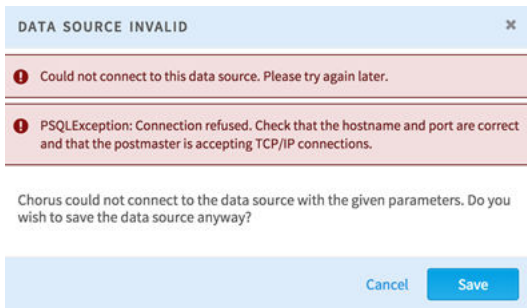 DATA SOURCE INVALID
Could not connect to this data source. Please try again later.
PSQLException: Connection refused. Check that the hostname and port are correct
and that the postmaster is accepting TCP/IP connections.
Chorus could not connect to the data source with the given parameters. Do you
wish to save the data source anyway?
Cancel Save